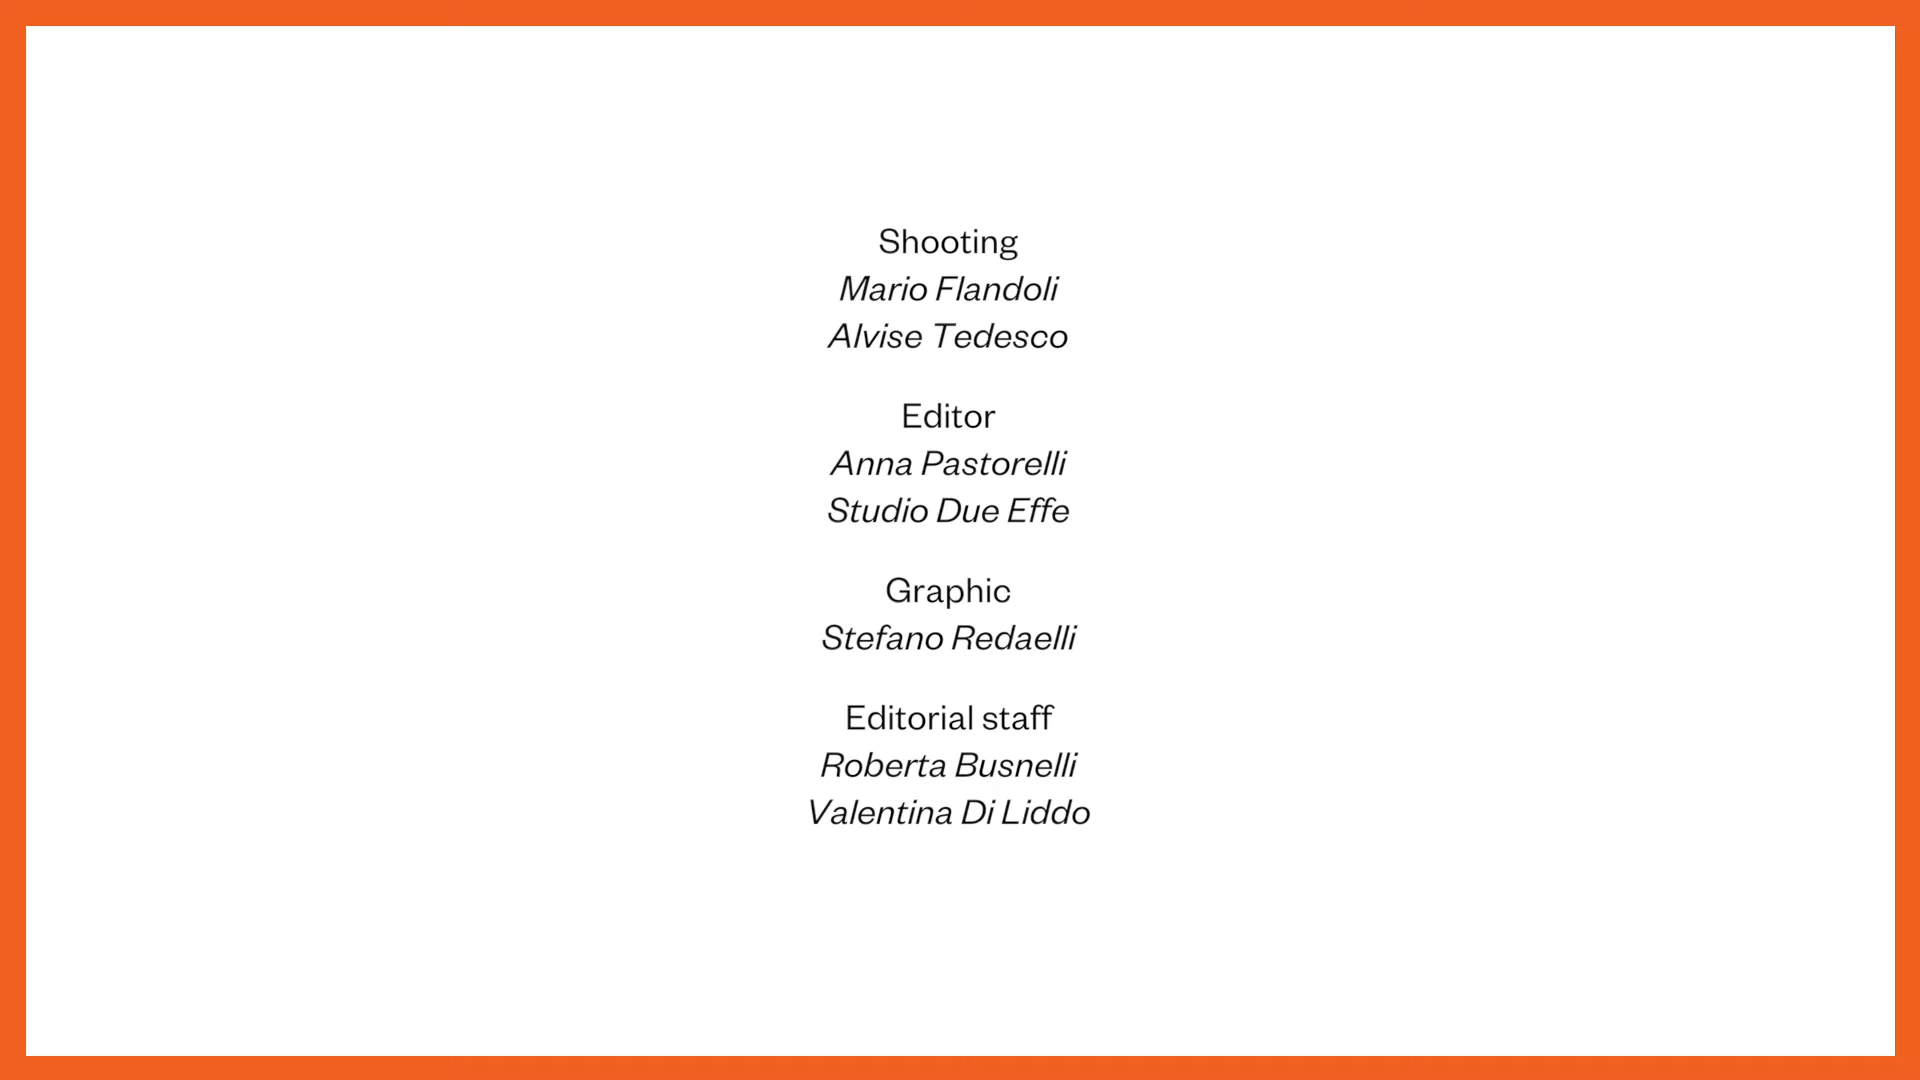 Shooting
Mario Flandoli
Alvise Tedesco
Editor
Anna Pastorelli
Studio Due Effe
Graphic
Stefano Redaelli
Editorial staff
Roberta Busnelli
Valentina Di Liddo